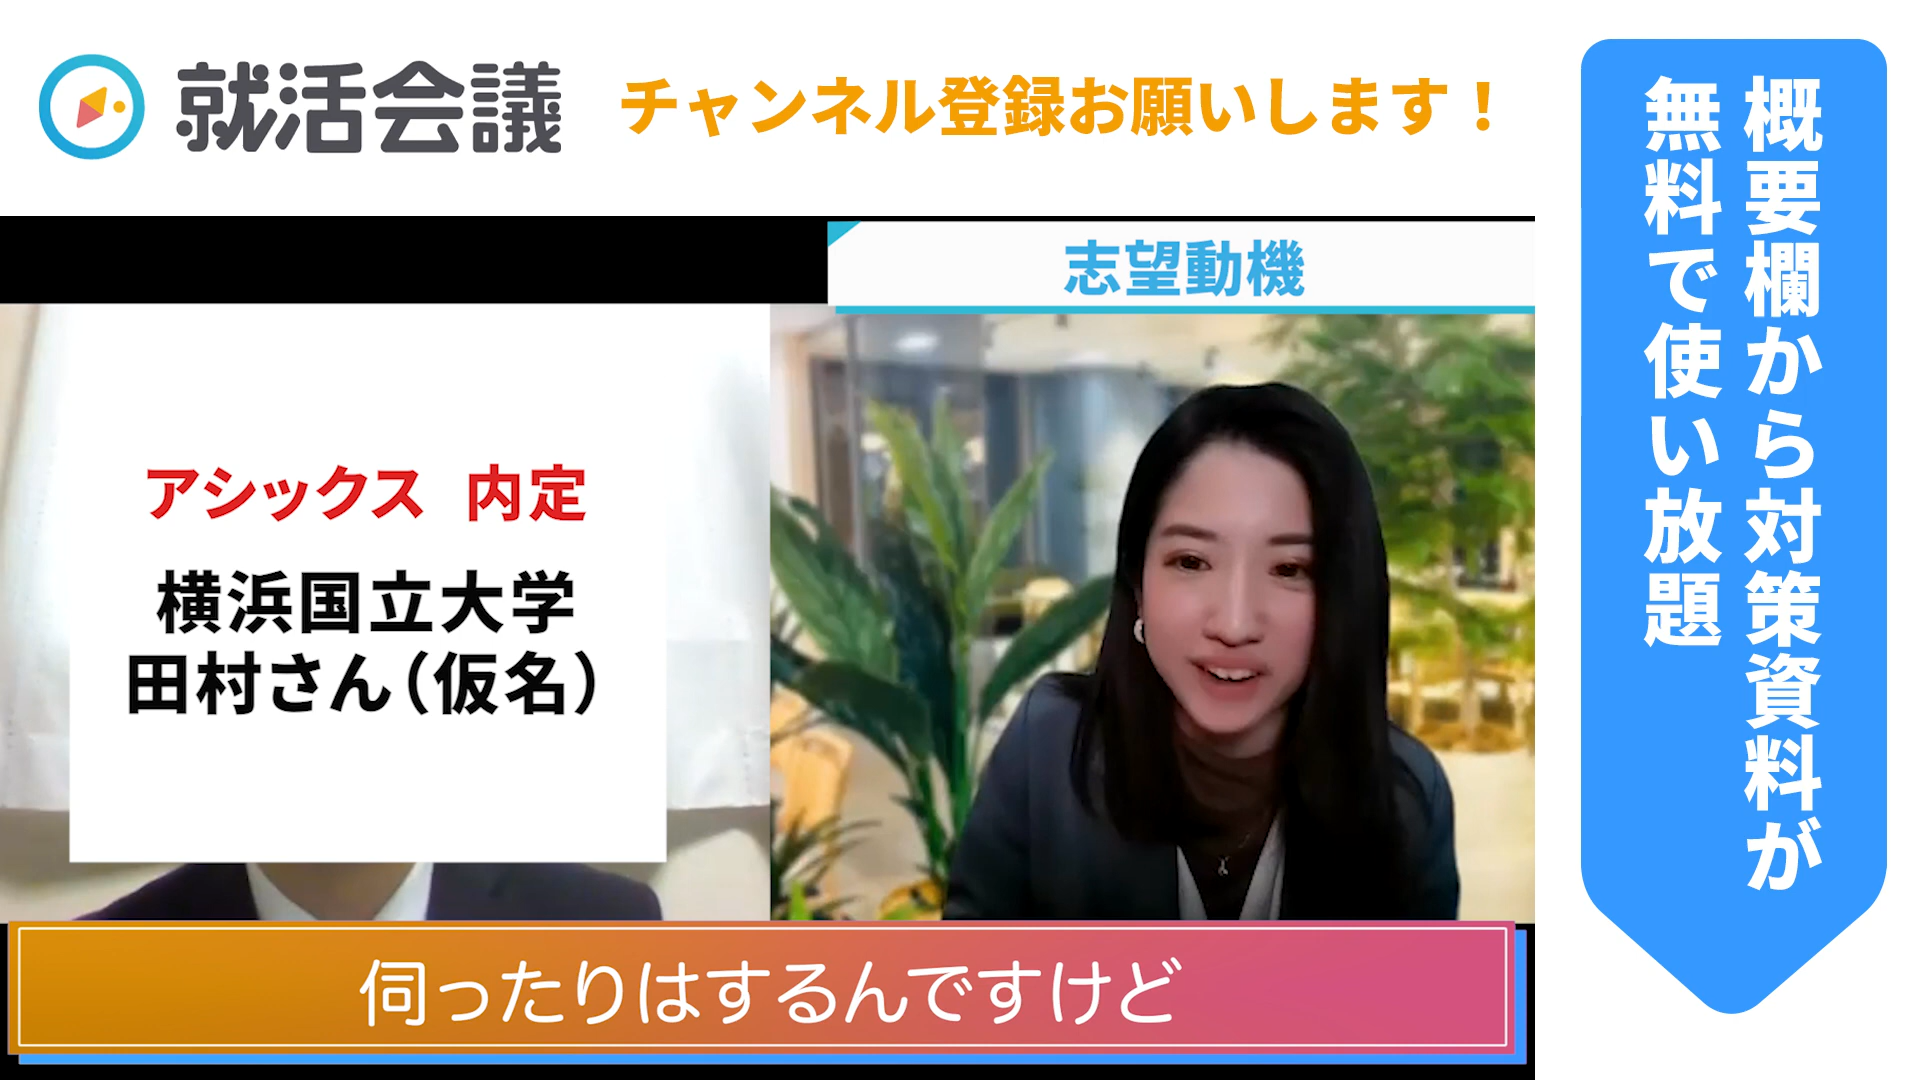 就活会議
チャンネル登録お願いします！
概要欄から対策資料が
無料で使い放題
志望動機
アシックス 内定
横浜国立大学
田村さん（仮名）
伺ったりはするんですけど